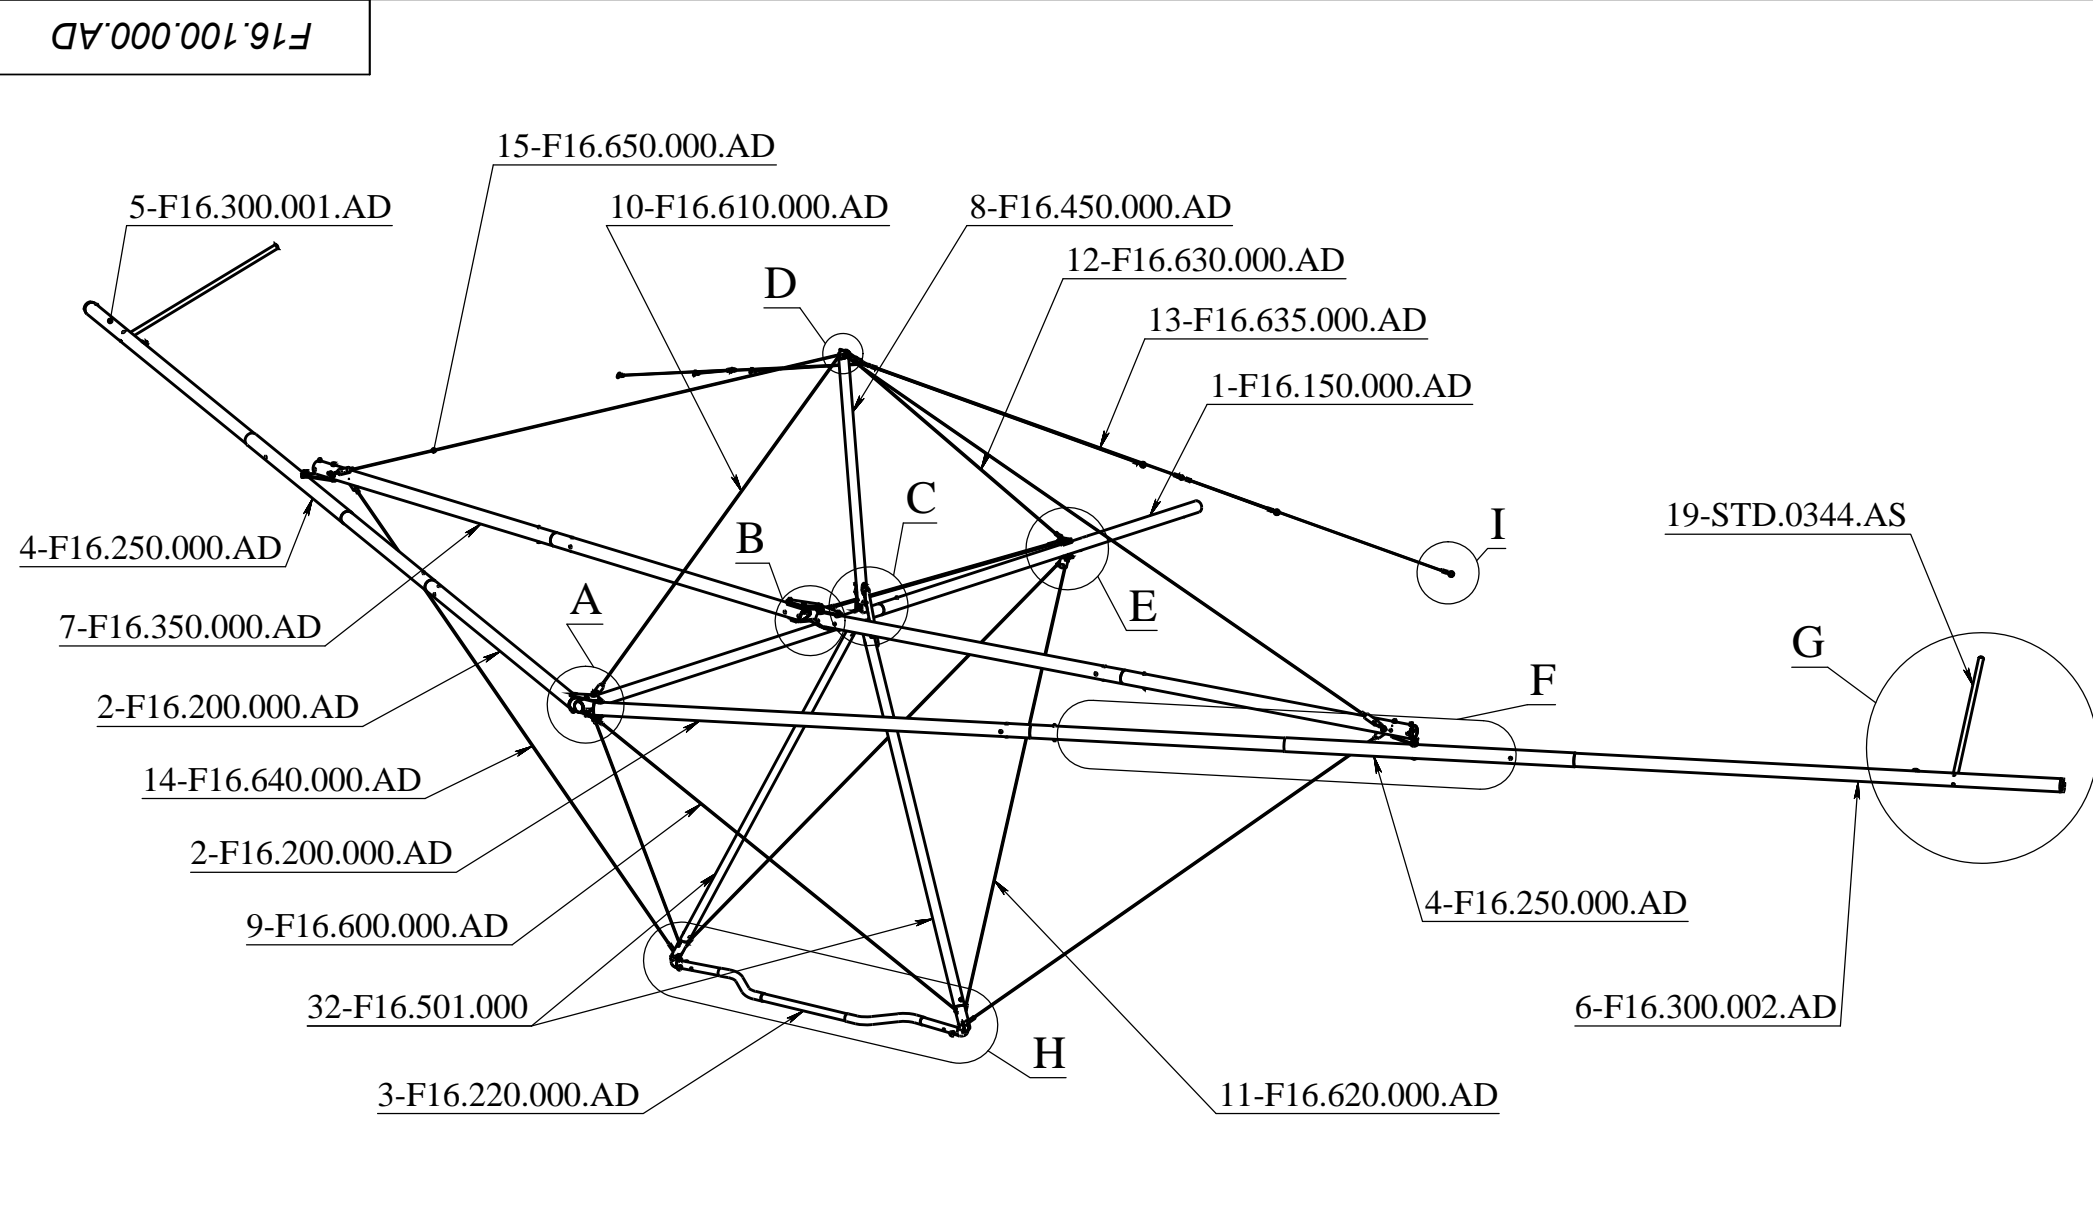 F16.100.000.AD
15-F16.650.000.AD
5-F16.300.001.AD
10-F16.610.000.AD
8-F16.450.000.AD
12-F16.630.000.AD
D
13-F16.635.000.AD
1-F16.150.000.AD
C
19-STD.0344.AS
I
4-F16.250.000.AD
B
A
E
7-F16.350.000.AD
G
F
2-F16.200.000.AD
14-F16.640.000.AD
2-F16.200.000.AD
4-F16.250.000.AD
9-F16.600.000.AD
32-F16.501.000
6-F16.300.002.AD
H
3-F16.220.000.AD
11-F16.620.000.AD